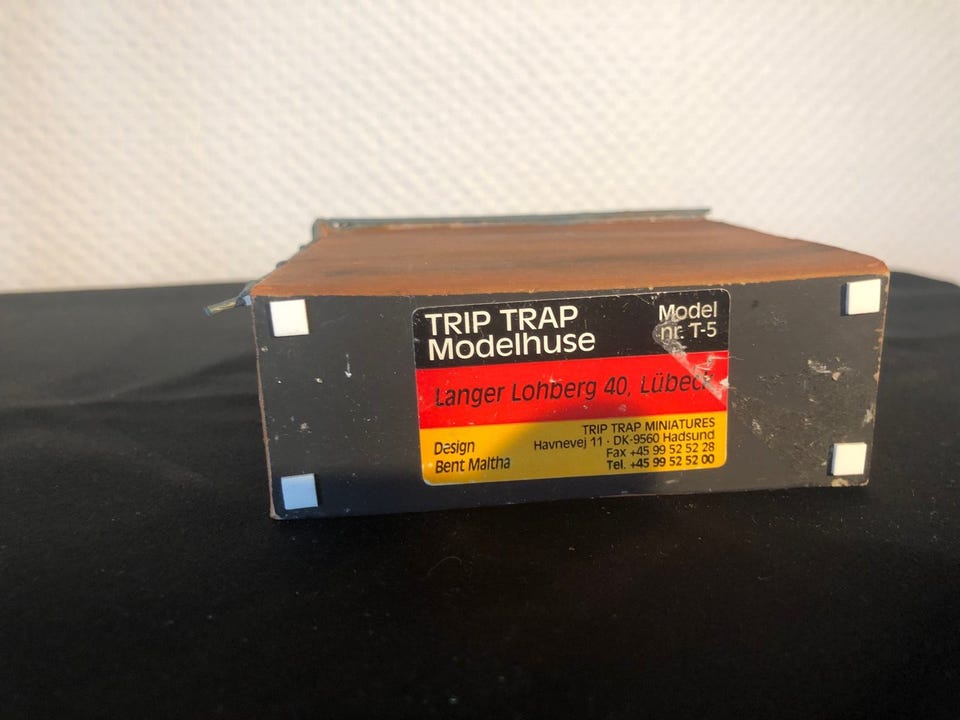 TRIP TRAP
Modelhuse
Model
nr. T-5
Langer Lohberg 40, Lübeck
Design
Bent Maltha
TRIP TRAP MINIATURES
Havnevej 11 · DK-9560 Hadsund
Fax +45 99 52 52 28
Tel. +45 99 52 52 00